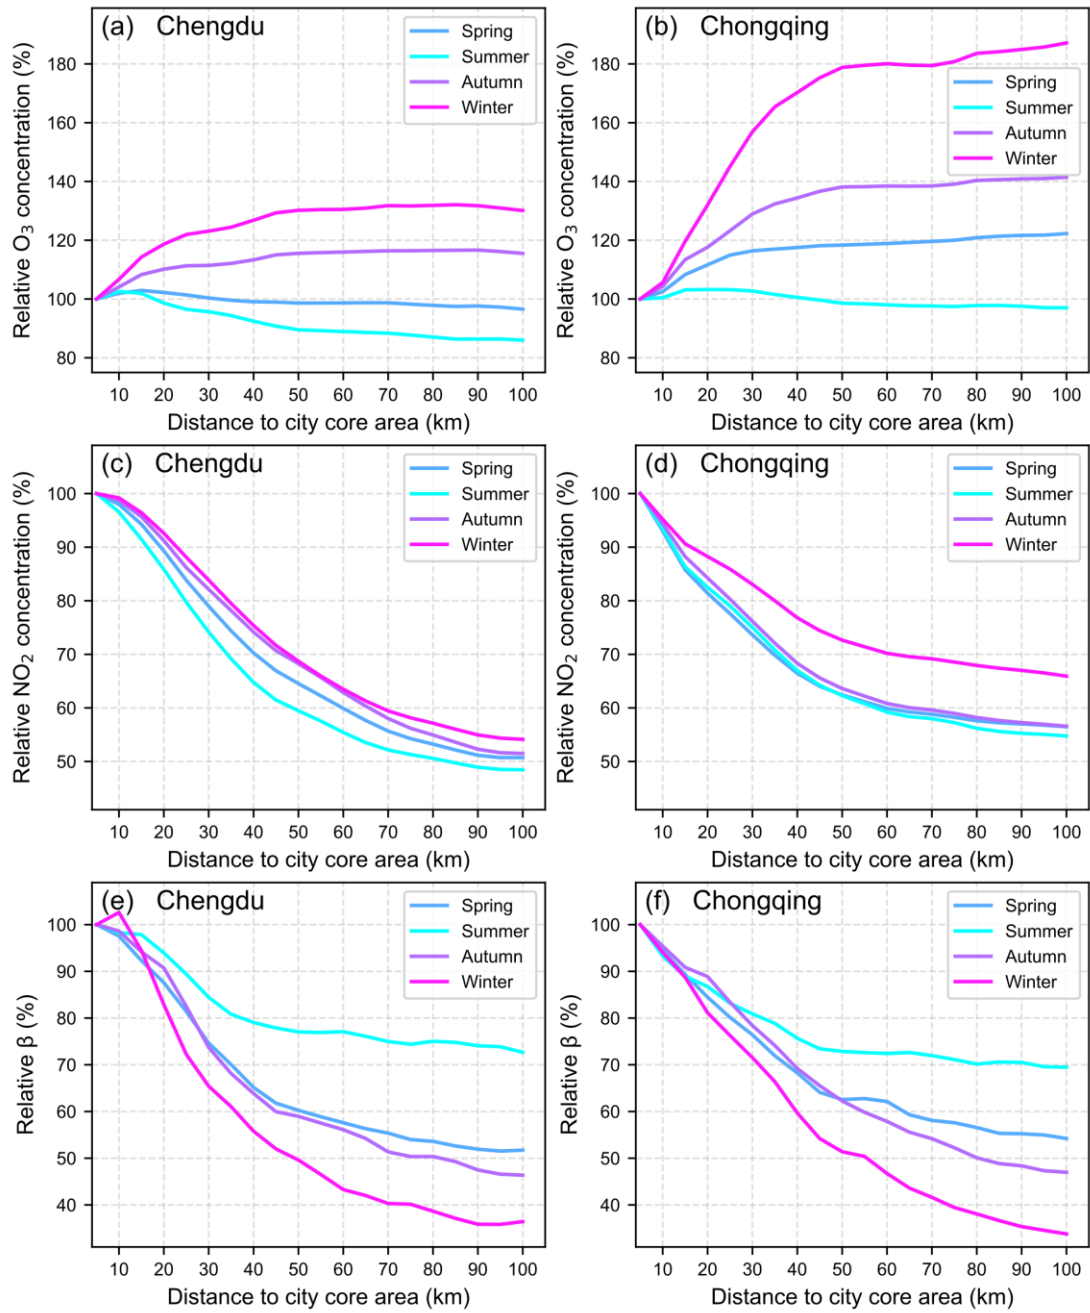 (a) Chengdu
Spring
Summer
Autumn
Winter
Relative O₃ concentration (%)
180
160
140
120
100
80
10 20 30 40 50 60 70 80 90 100
Distance to city core area (km)
(b) Chongqing
Spring
Summer
Autumn
Winter
Relative O₃ concentration (%)
180
160
140
120
100
80
10 20 30 40 50 60 70 80 90 100
Distance to city core area (km)
(c) Chengdu
Spring
Summer
Autumn
Winter
Relative NO₂ concentration (%)
100
90
80
70
60
50
10 20 30 40 50 60 70 80 90 100
Distance to city core area (km)
(d) Chongqing
Spring
Summer
Autumn
Winter
Relative NO₂ concentration (%)
100
90
80
70
60
50
10 20 30 40 50 60 70 80 90 100
Distance to city core area (km)
(e) Chengdu
Spring
Summer
Autumn
Winter
Relative β (%)
100
90
80
70
60
50
40
10 20 30 40 50 60 70 80 90 100
Distance to city core area (km)
(f) Chongqing
Spring
Summer
Autumn
Winter
Relative β (%)
100
90
80
70
60
50
40
10 20 30 40 50 60 70 80 90 100
Distance to city core area (km)